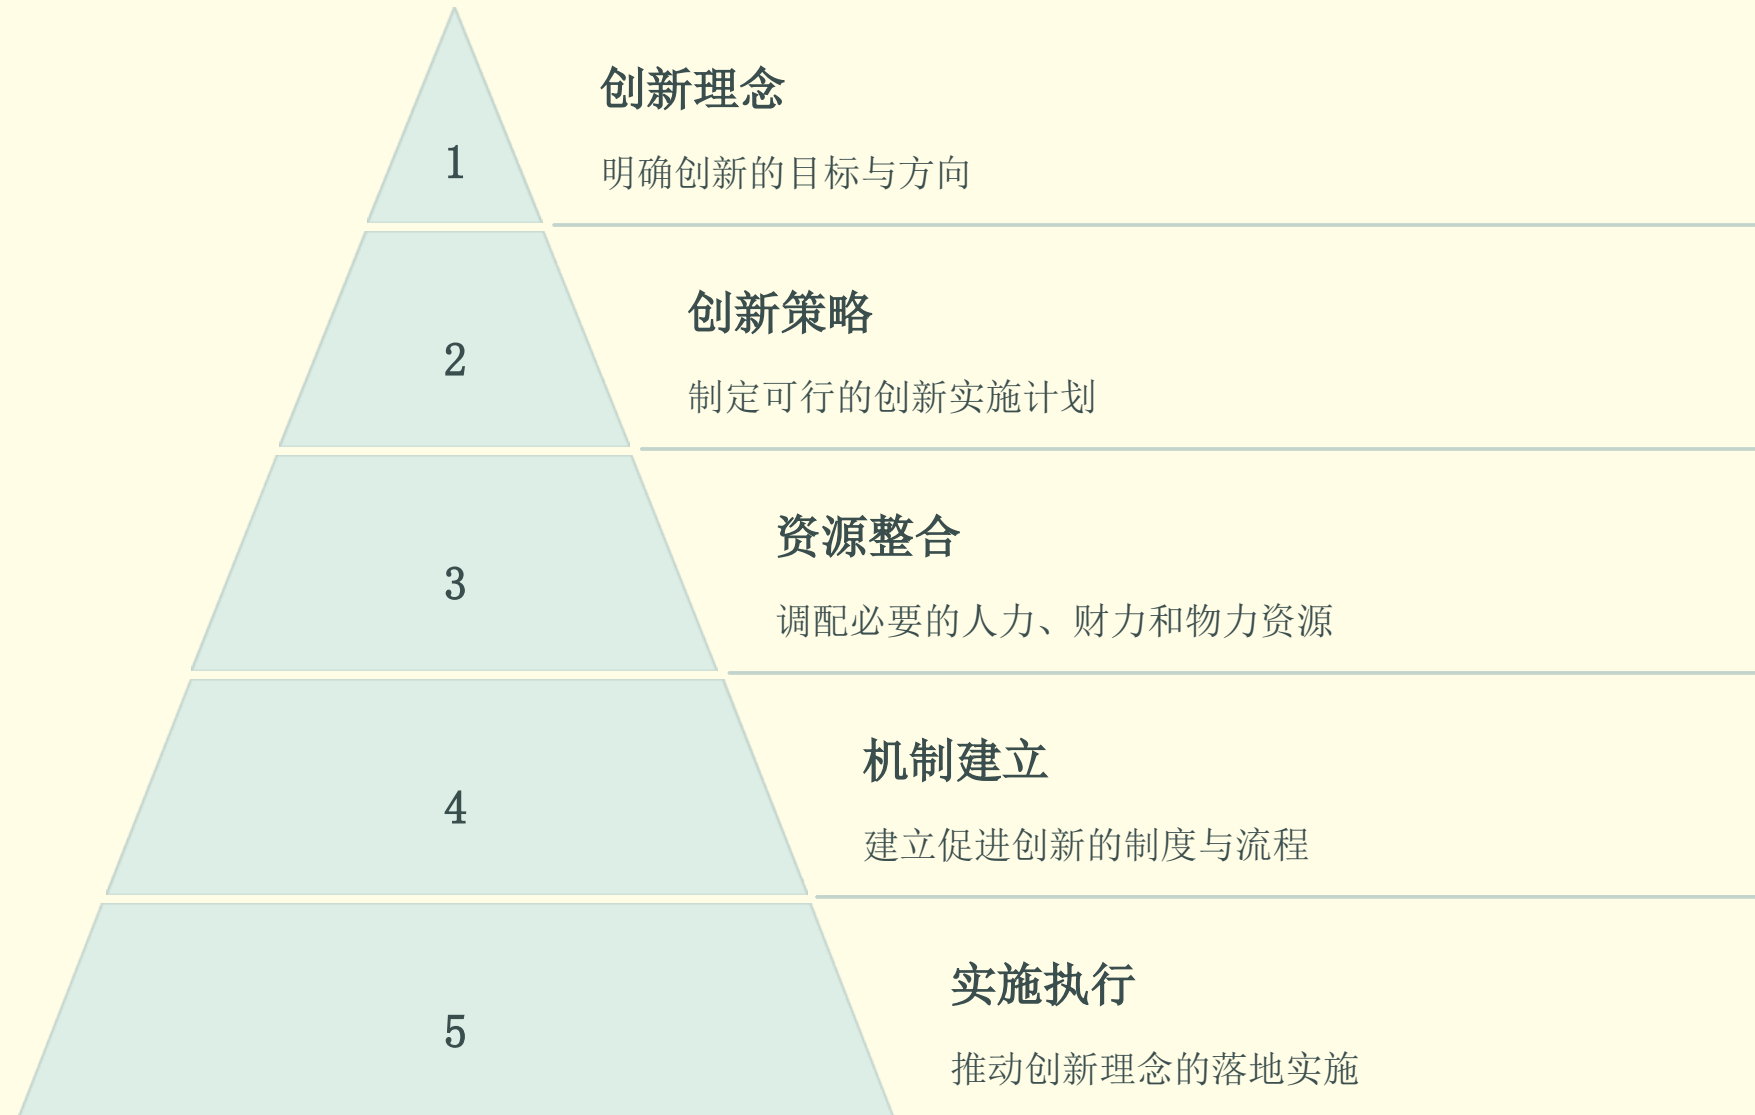 1
创新理念
明确创新的目标与方向
2
创新策略
制定可行的创新实施计划
3
资源整合
调配必要的人力、财力和物力资源
4
机制建立
建立促进创新的制度与流程
5
实施执行
推动创新理念的落地实施